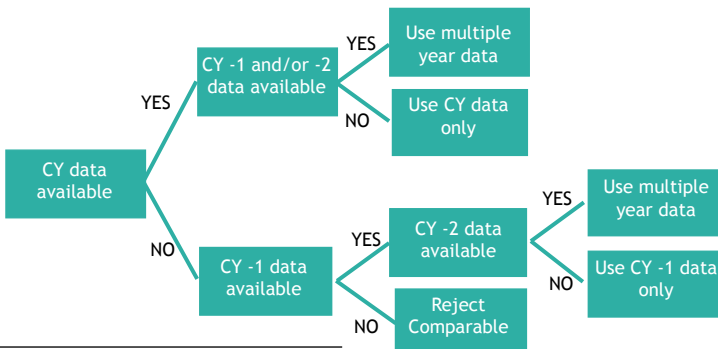 Use multiple
year data
YES
CY -1 and/or -2
data available
YES
Use CY data
only
NO
CY data
available
Use multiple
year data
YES
CY -2 data
available
YES
NO
CY -1 data
available
Use CY -1 data
only
NO
Reject
Comparable
NO